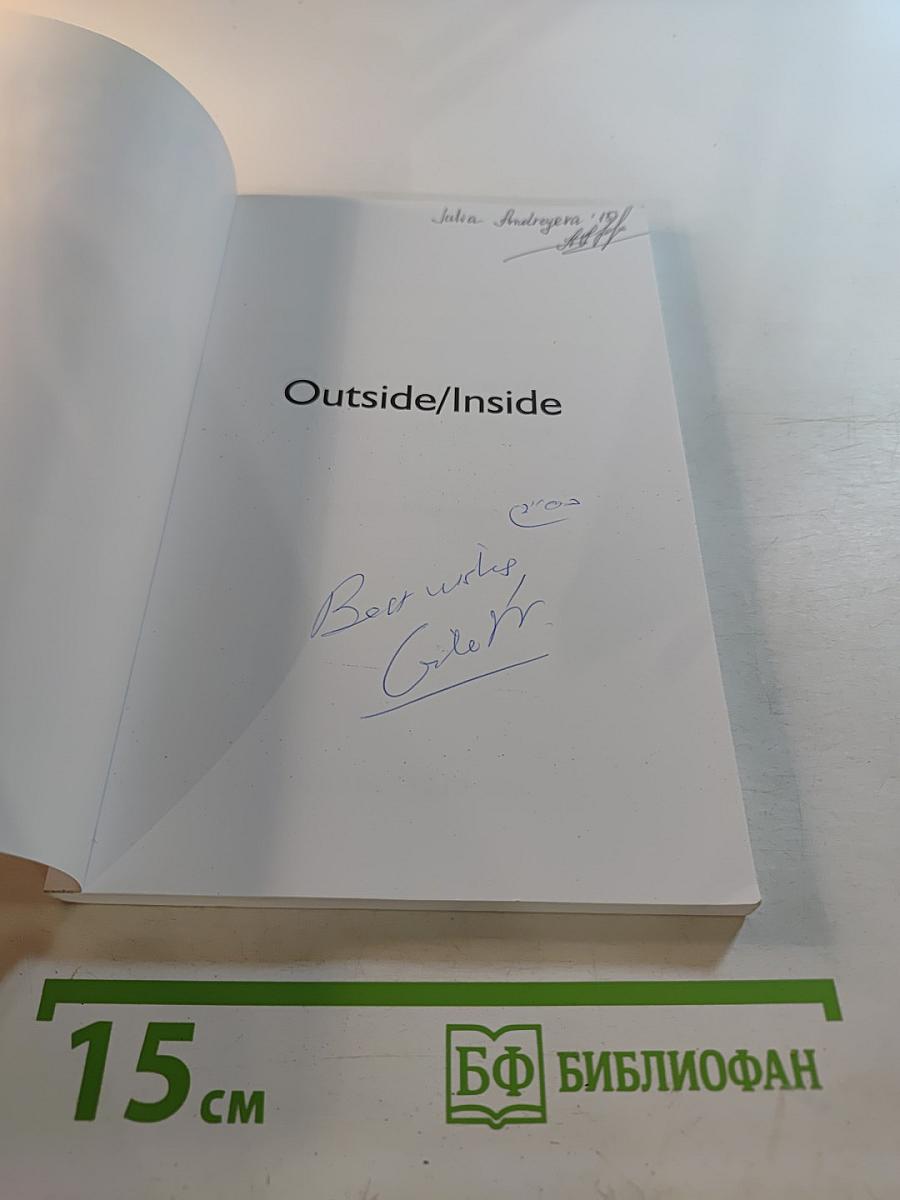 Julia Andreyeva '19
Outside/Inside
בס"ד
Best wishes,
15 см
БФ БИБЛИОФАН